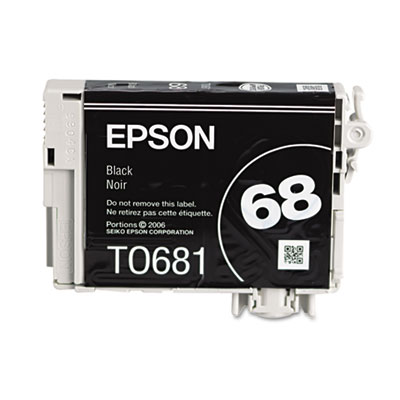 EPSON
Black
Noir
68
Do not remove this label.
Ne retirez pas cette étiquette.
Portions © 2006
SEIKO EPSON CORPORATION
TO681